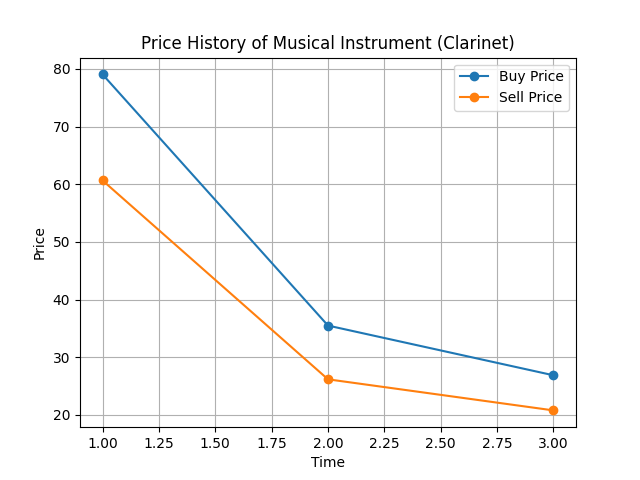 Price History of Musical Instrument (Clarinet)
Buy Price
Sell Price
Price
80
70
60
50
40
30
20
1.00 1.25 1.50 1.75 2.00 2.25 2.50 2.75 3.00
Time